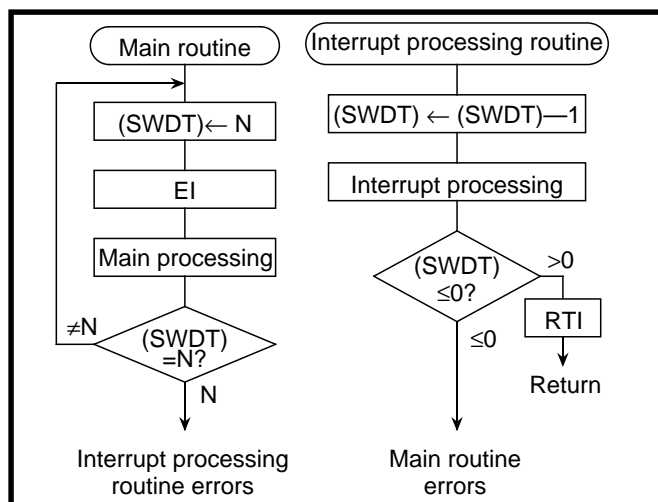 Main routine
(SWDT)← N
EI
Main processing
≠N
(SWDT)
=N?
N
Interrupt processing
routine errors
Interrupt processing routine
(SWDT) ← (SWDT)—1
Interrupt processing
(SWDT)
≤0?
>0
≤0
RTI
Return
Main routine
errors